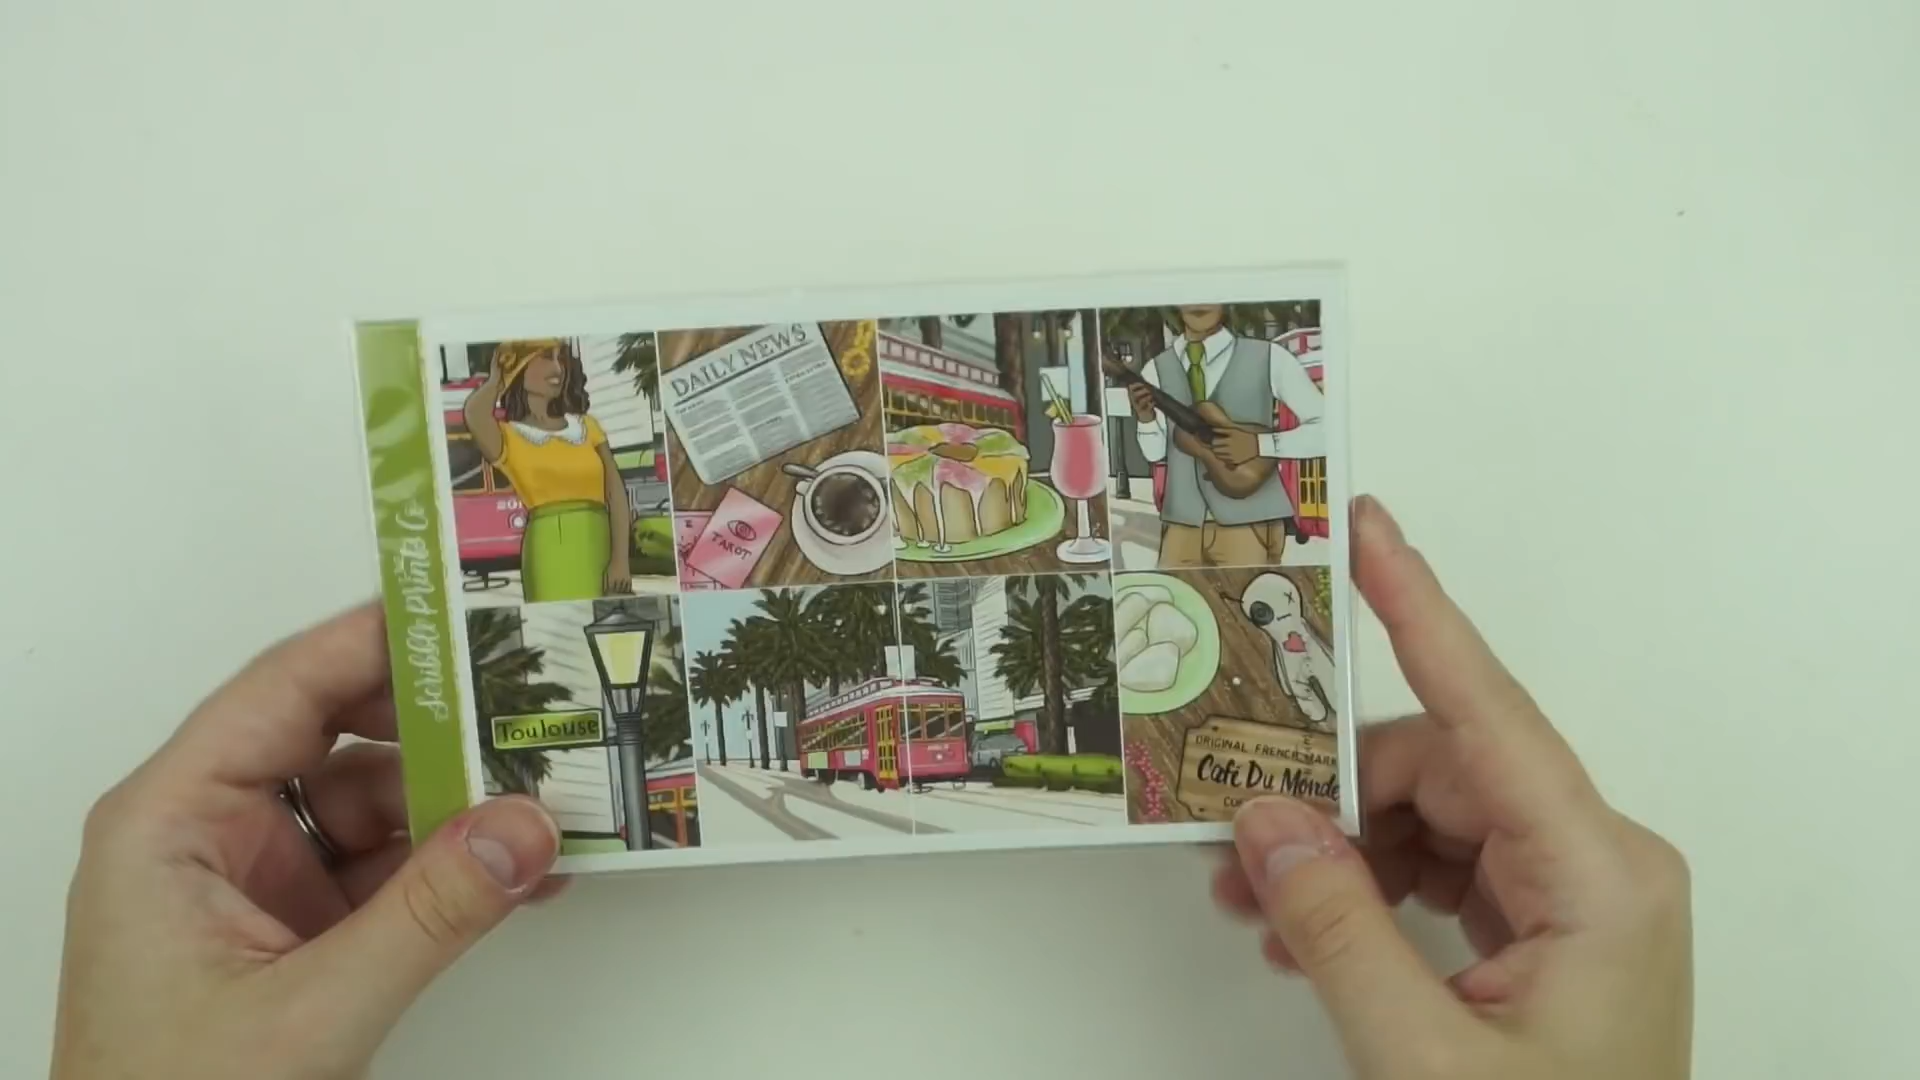 Scribble Prints Co
DAILY NEWS
TAROT
Toulouse
ORIGINAL FRENCH MARK
Café Du Monde